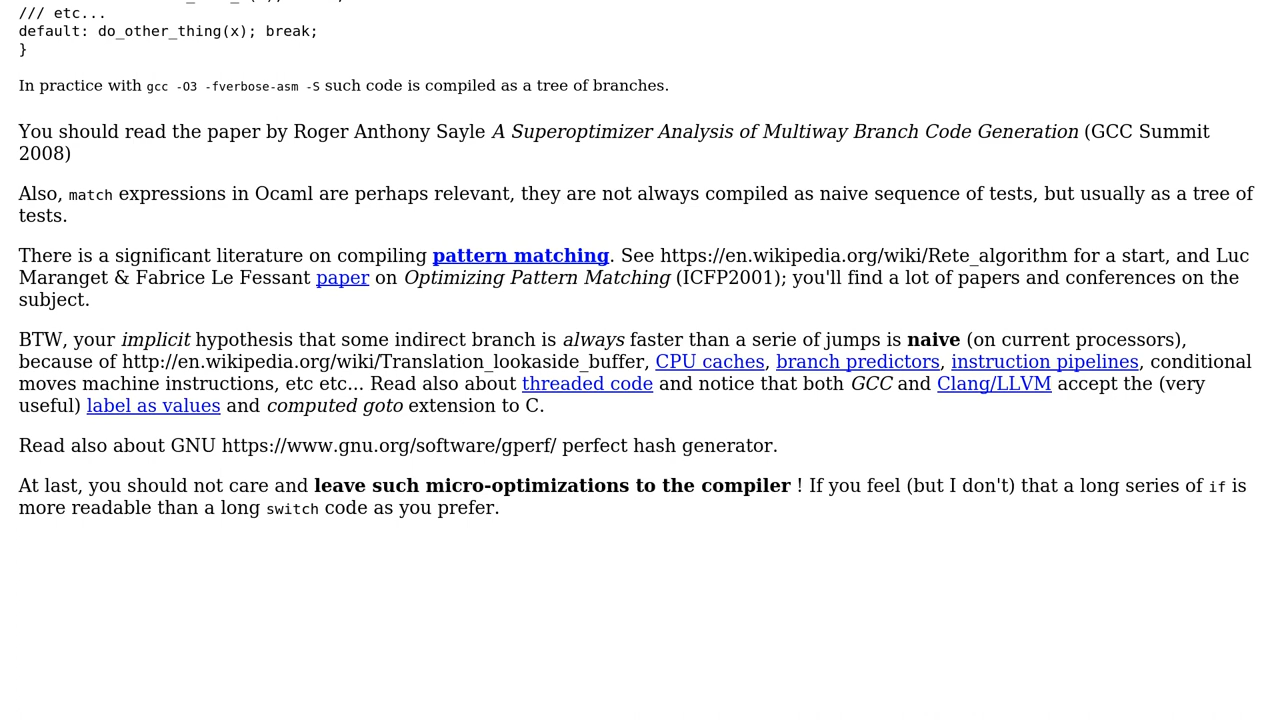 /// etc...
default: do_other_thing(x); break;
}
In practice with gcc -O3 -fverbose-asm -S such code is compiled as a tree of branches.
You should read the paper by Roger Anthony Sayle A Superoptimizer Analysis of Multiway Branch Code Generation (GCC Summit
2008)
Also, match expressions in Ocaml are perhaps relevant, they are not always compiled as naive sequence of tests, but usually as a tree of
tests.
There is a significant literature on compiling pattern matching. See https://en.wikipedia.org/wiki/Rete_algorithm for a start, and Luc
Maranget & Fabrice Le Fessant paper on Optimizing Pattern Matching (ICFP2001); you'll find a lot of papers and conferences on the
subject.
BTW, your implicit hypothesis that some indirect branch is always faster than a serie of jumps is naive (on current processors),
because of http://en.wikipedia.org/wiki/Translation_lookaside_buffer, CPU caches, branch predictors, instruction pipelines, conditional
moves machine instructions, etc etc... Read also about threaded code and notice that both GCC and Clang/LLVM accept the (very
useful) label as values and computed goto extension to C.
Read also about GNU https://www.gnu.org/software/gperf/ perfect hash generator.
At last, you should not care and leave such micro-optimizations to the compiler ! If you feel (but I don't) that a long series of if is
more readable than a long switch code as you prefer.